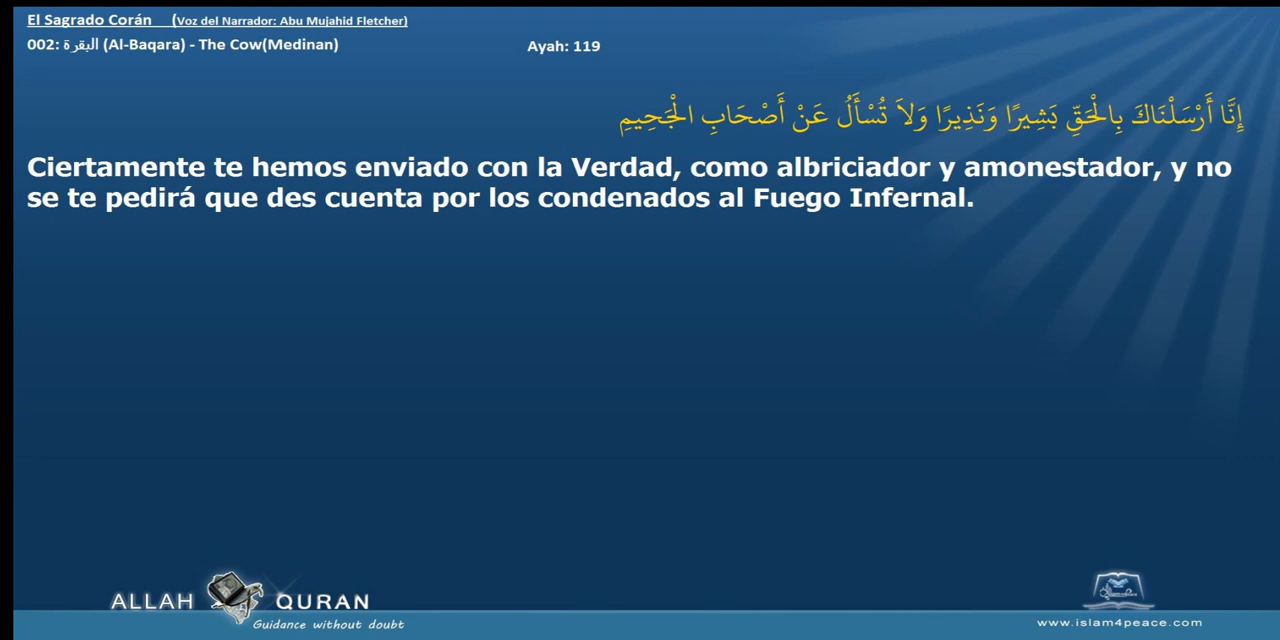 El Sagrado Corán (Voz del Narrador: Abu Mujahid Fletcher)
002: البقرة (Al-Baqara) - The Cow(Medinan) Ayah: 119
إِنَّا أَرْسَلْنَاكَ بِالْحَقِّ بَشِيرًا وَنَذِيرًا وَلاَ تُسْأَلُ عَنْ أَصْحَابِ الْجَحِيمِ
Ciertamente te hemos enviado con la Verdad, como albriciador y amonestador, y no
se te pedirá que des cuenta por los condenados al Fuego Infernal.
ALLAH QURAN
Guidance without doubt
www.islam4peace.com